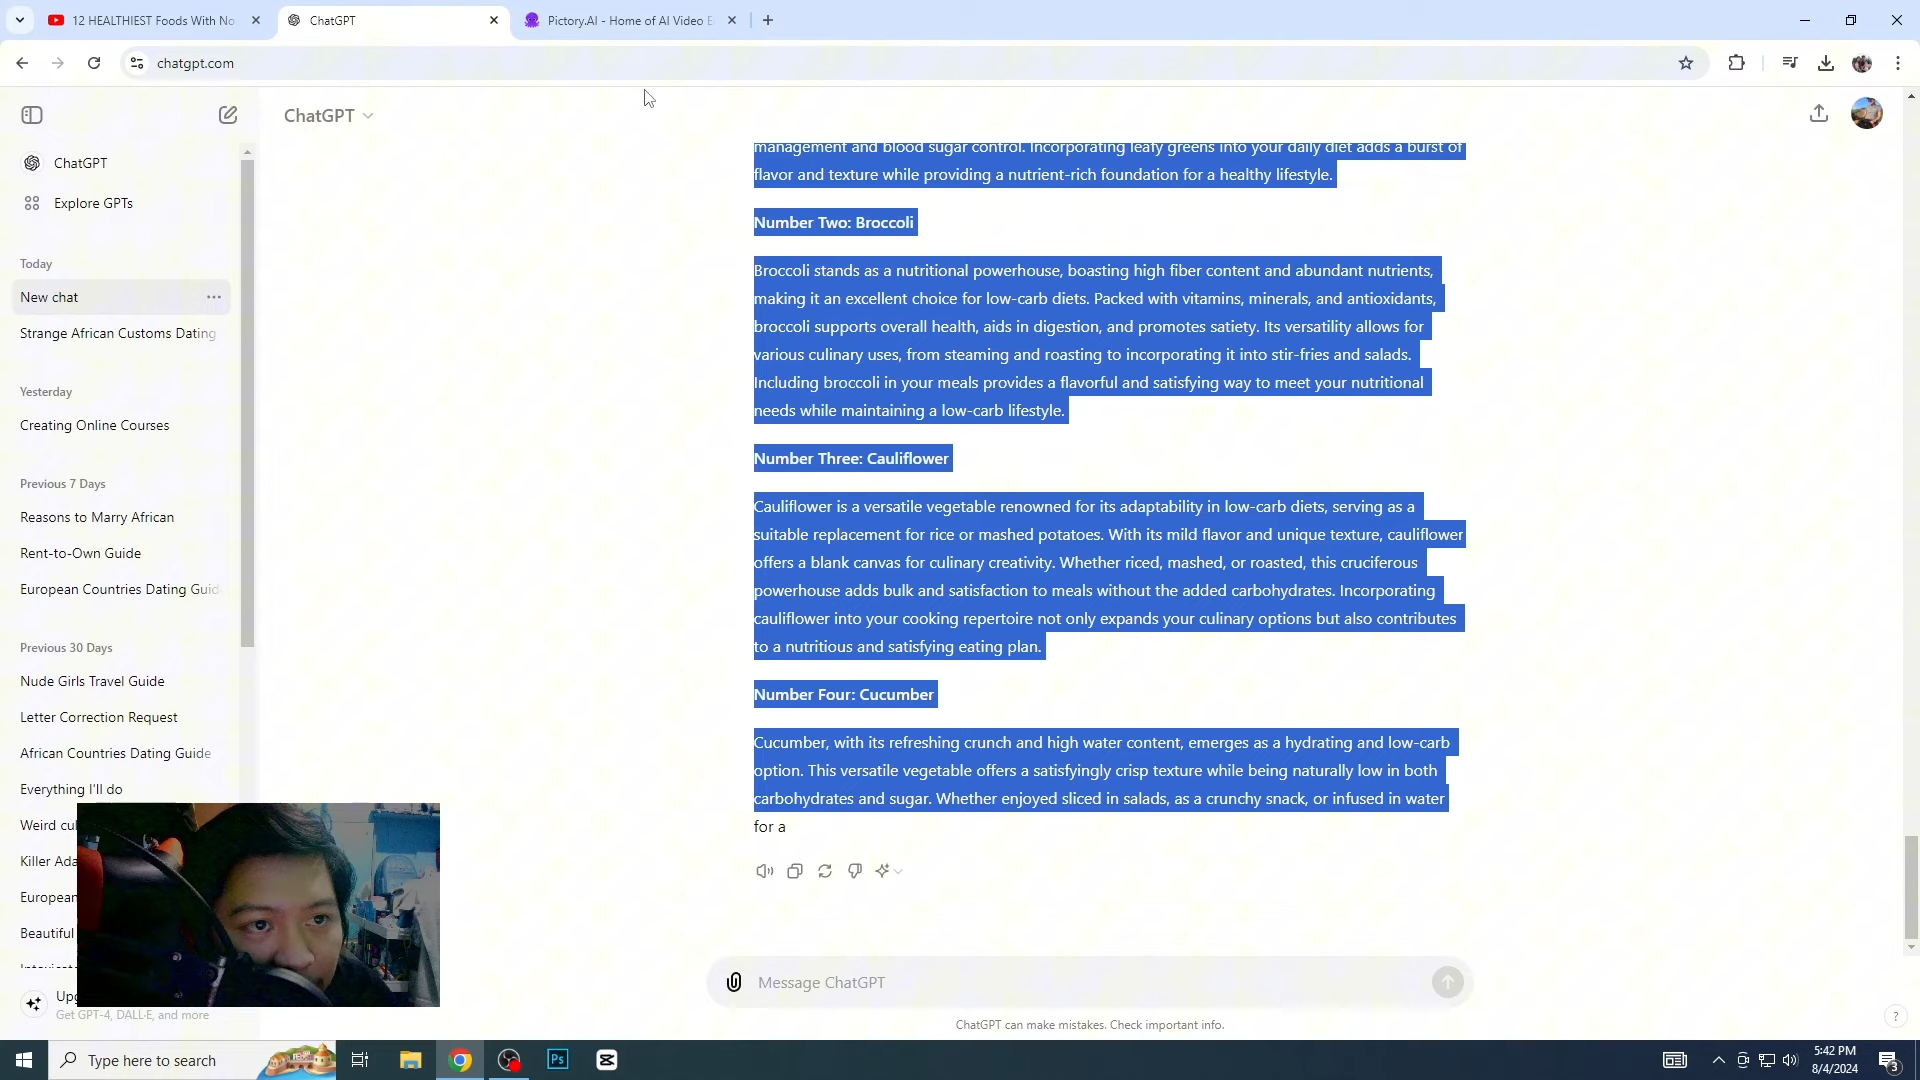 12 HEALTHIEST Foods With No
ChatGPT
Pictory.AI - Home of AI Video E
chatgpt.com
ChatGPT
ChatGPT
Explore GPTs
Today
New chat
Strange African Customs Dating
Yesterday
Creating Online Courses
Previous 7 Days
Reasons to Marry African
Rent-to-Own Guide
European Countries Dating Guid
Previous 30 Days
Nude Girls Travel Guide
Letter Correction Request
African Countries Dating Guide
Everything I'll do
Weird cul
Killer Ada
European
Beautiful
Upg
Get GPT-4, DALL·E, and more
management and blood sugar control. Incorporating leafy greens into your daily diet adds a burst of
flavor and texture while providing a nutrient-rich foundation for a healthy lifestyle.
Number Two: Broccoli
Broccoli stands as a nutritional powerhouse, boasting high fiber content and abundant nutrients,
making it an excellent choice for low-carb diets. Packed with vitamins, minerals, and antioxidants,
broccoli supports overall health, aids in digestion, and promotes satiety. Its versatility allows for
various culinary uses, from steaming and roasting to incorporating it into stir-fries and salads.
Including broccoli in your meals provides a flavorful and satisfying way to meet your nutritional
needs while maintaining a low-carb lifestyle.
Number Three: Cauliflower
Cauliflower is a versatile vegetable renowned for its adaptability in low-carb diets, serving as a
suitable replacement for rice or mashed potatoes. With its mild flavor and unique texture, cauliflower
offers a blank canvas for culinary creativity. Whether riced, mashed, or roasted, this cruciferous
powerhouse adds bulk and satisfaction to meals without the added carbohydrates. Incorporating
cauliflower into your cooking repertoire not only expands your culinary options but also contributes
to a nutritious and satisfying eating plan.
Number Four: Cucumber
Cucumber, with its refreshing crunch and high water content, emerges as a hydrating and low-carb
option. This versatile vegetable offers a satisfyingly crisp texture while being naturally low in both
carbohydrates and sugar. Whether enjoyed sliced in salads, as a crunchy snack, or infused in water
for a
Message ChatGPT
ChatGPT can make mistakes. Check important info.
?
Type here to search
Ps
5:42 PM
8/4/2024
3